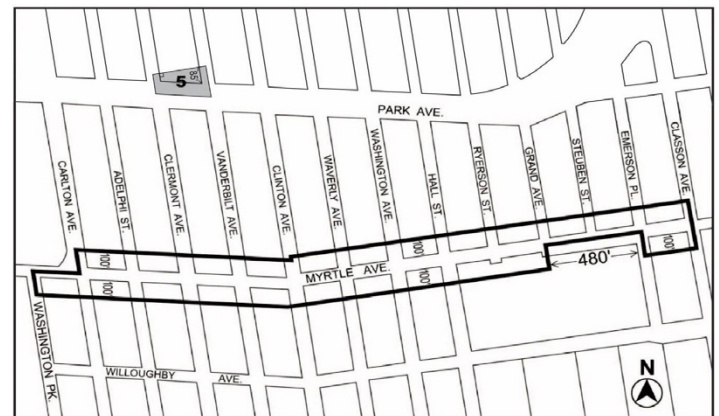 85'
5
PARK AVE.
CARLTON AVE.
ADELPHI ST.
CLERMONT AVE.
VANDERBILT AVE.
CLINTON AVE.
WAVERLY AVE.
WASHINGTON AVE.
HALL ST.
RYERSON ST.
GRAND AVE.
STEUBEN ST.
EMERSON PL.
CLASSON AVE.
100'
100'
100'
MYRTLE AVE.
480'
100'
100'
WASHINGTON PK.
WILLOUGHBY AVE.
N